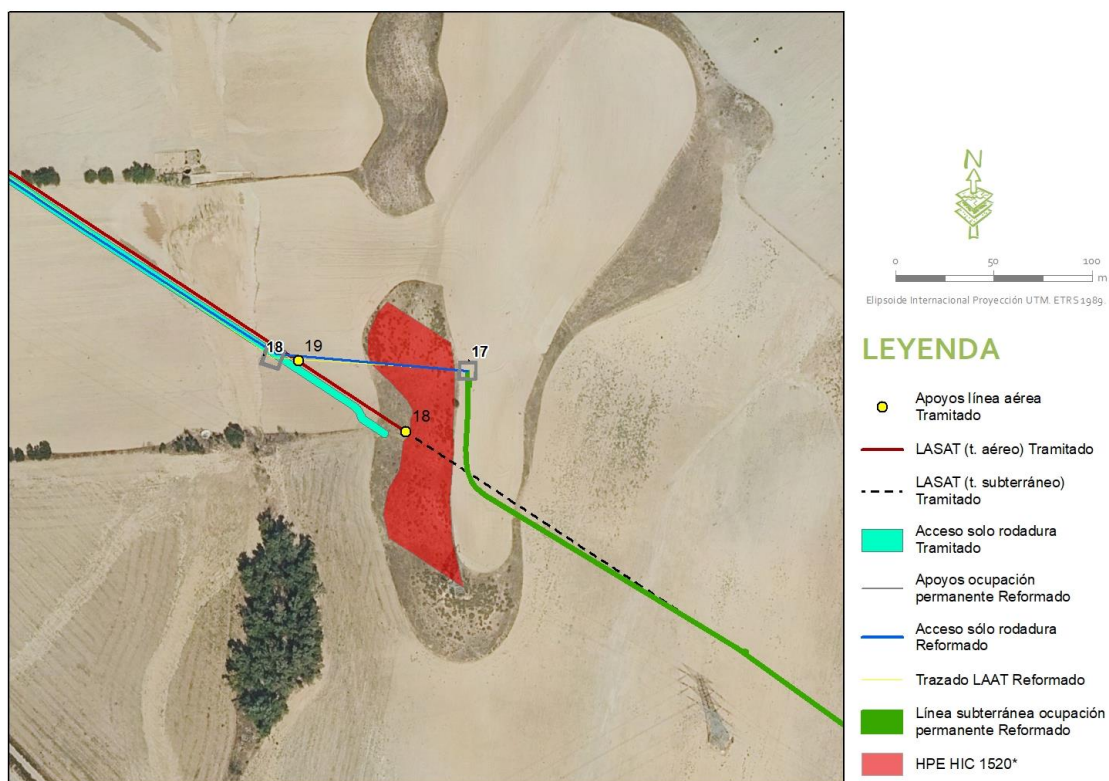 18
19
17
18
N
0
50
100
m
Elipsoide Internacional Proyección UTM. ETRS 1989.
LEYENDA
Apoyos línea aérea
Tramitado
LASAT (t. aéreo) Tramitado
LASAT (t. subterráneo)
Tramitado
Acceso solo rodadura
Tramitado
Apoyos ocupación
permanente Reformado
Acceso sólo rodadura
Reformado
Trazado LAAT Reformado
Línea subterránea ocupación
permanente Reformado
HPE HIC 1520*